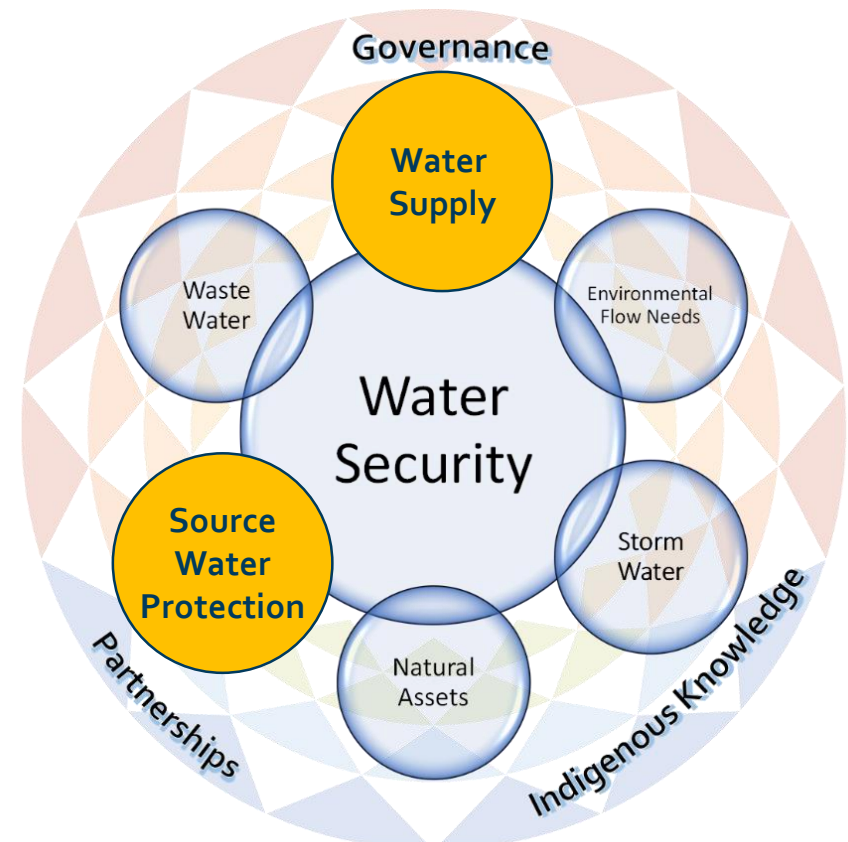 Governance
Water
Supply
Waste
Water
Environmental
Flow Needs
Water
Security
Source
Water
Protection
Storm
Water
Natural
Assets
Partnerships
Indigenous Knowledge